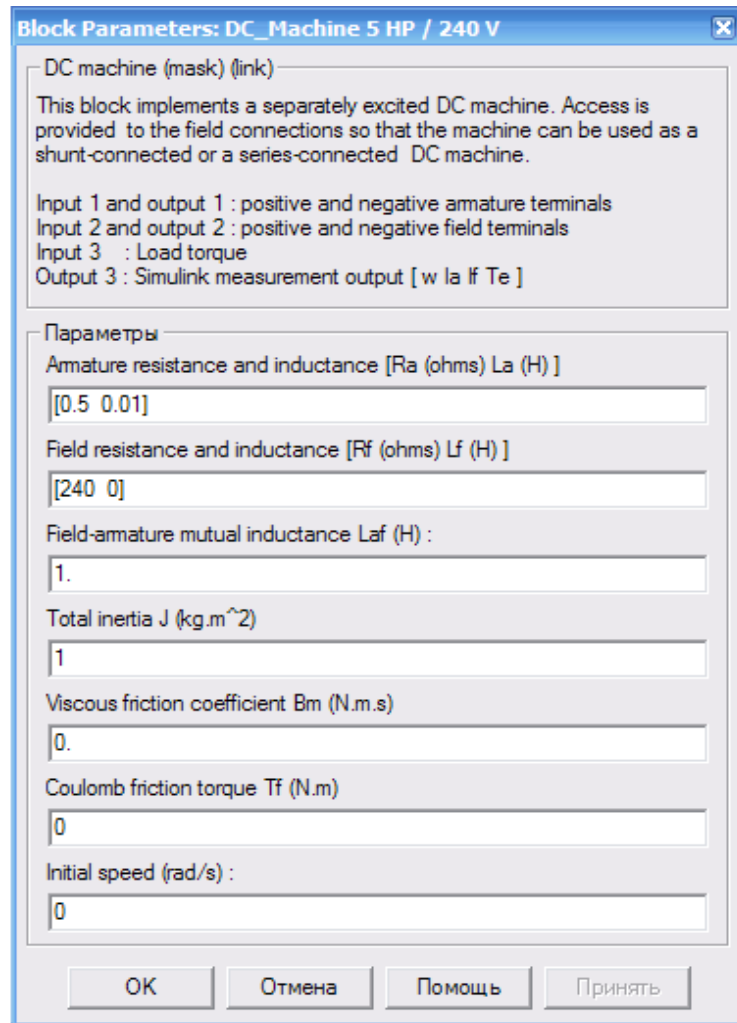 Block Parameters: DC_Machine 5 HP / 240 V
DC machine (mask) (link)
This block implements a separately excited DC machine. Access is
provided  to the field connections so that the machine can be used as a
shunt-connected or a series-connected  DC machine.
Input 1 and output 1 : positive and negative armature terminals
Input 2 and output 2 : positive and negative field terminals
Input 3    : Load torque
Output 3 : Simulink measurement output [ w Ia If Te ]
Параметры
Armature resistance and inductance [Ra (ohms) La (H) ]
[0.5  0.01]
Field resistance and inductance [Rf (ohms) Lf (H) ]
[240  0]
Field-armature mutual inductance Laf (H) :
1.
Total inertia J (kg.m^2)
1
Viscous friction coefficient Bm (N.m.s)
0.
Coulomb friction torque Tf (N.m)
0
Initial speed (rad/s) :
0
OK Отмена Помощь Принять